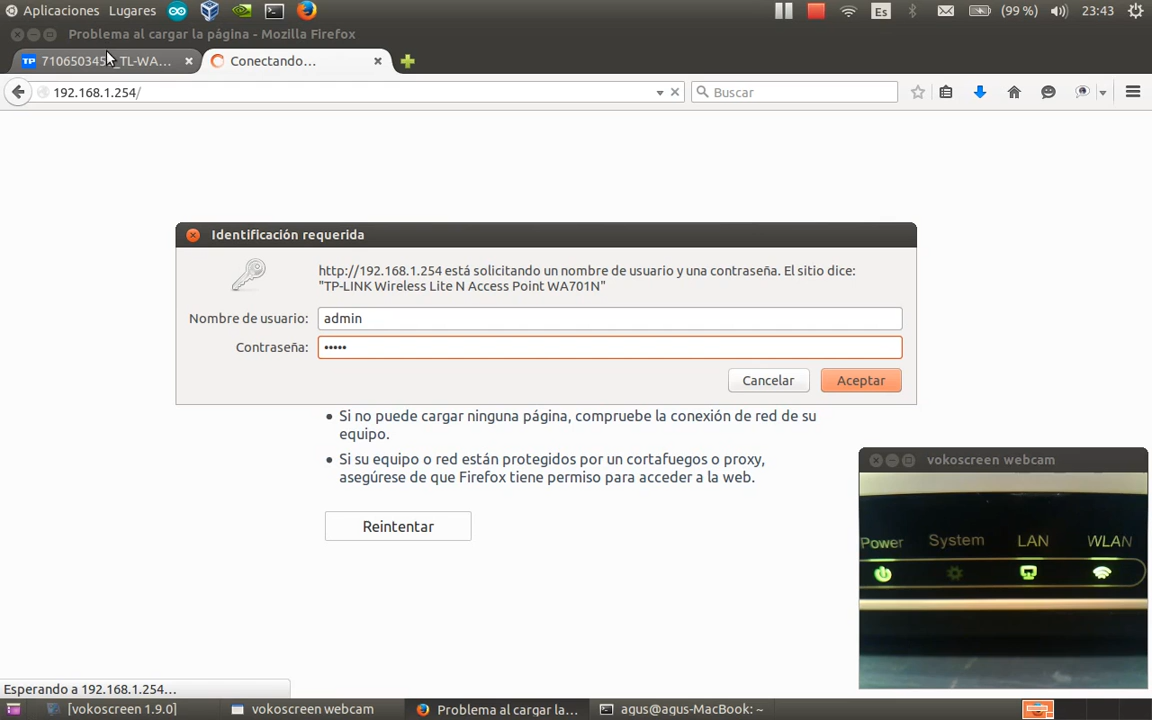 Aplicaciones Lugares Es (99 %) 23:43
Problema al cargar la página - Mozilla Firefox
TP 710650345 _TL-WA... Conectando...
192.168.1.254/ Buscar
Identificación requerida
http://192.168.1.254 está solicitando un nombre de usuario y una contraseña. El sitio dice:
"TP-LINK Wireless Lite N Access Point WA701N"
Nombre de usuario: admin
Contraseña: •••••
Cancelar Aceptar
• Si no puede cargar ninguna página, compruebe la conexión de red de su
equipo.
• Si su equipo o red están protegidos por un cortafuegos o proxy,
asegúrese de que Firefox tiene permiso para acceder a la web.
Reintentar
vokoscreen webcam
Power System LAN WLAN
Esperando a 192.168.1.254...
[vokoscreen 1.9.0] vokoscreen webcam Problema al cargar la... agus@agus-MacBook: ~